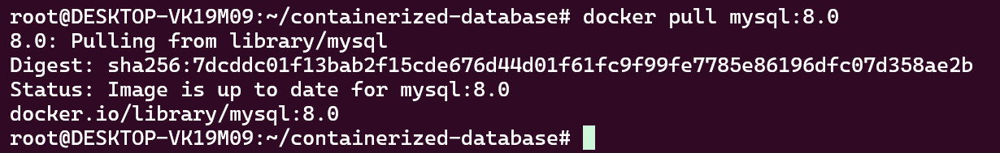 root@DESKTOP-VK19M09:~/containerized-database# docker pull mysql:8.0
8.0: Pulling from library/mysql
Digest: sha256:7dcddc01f13bab2f15cde676d44d01f61fc9f99fe7785e86196dfc07d358ae2b
Status: Image is up to date for mysql:8.0
docker.io/library/mysql:8.0
root@DESKTOP-VK19M09:~/containerized-database#